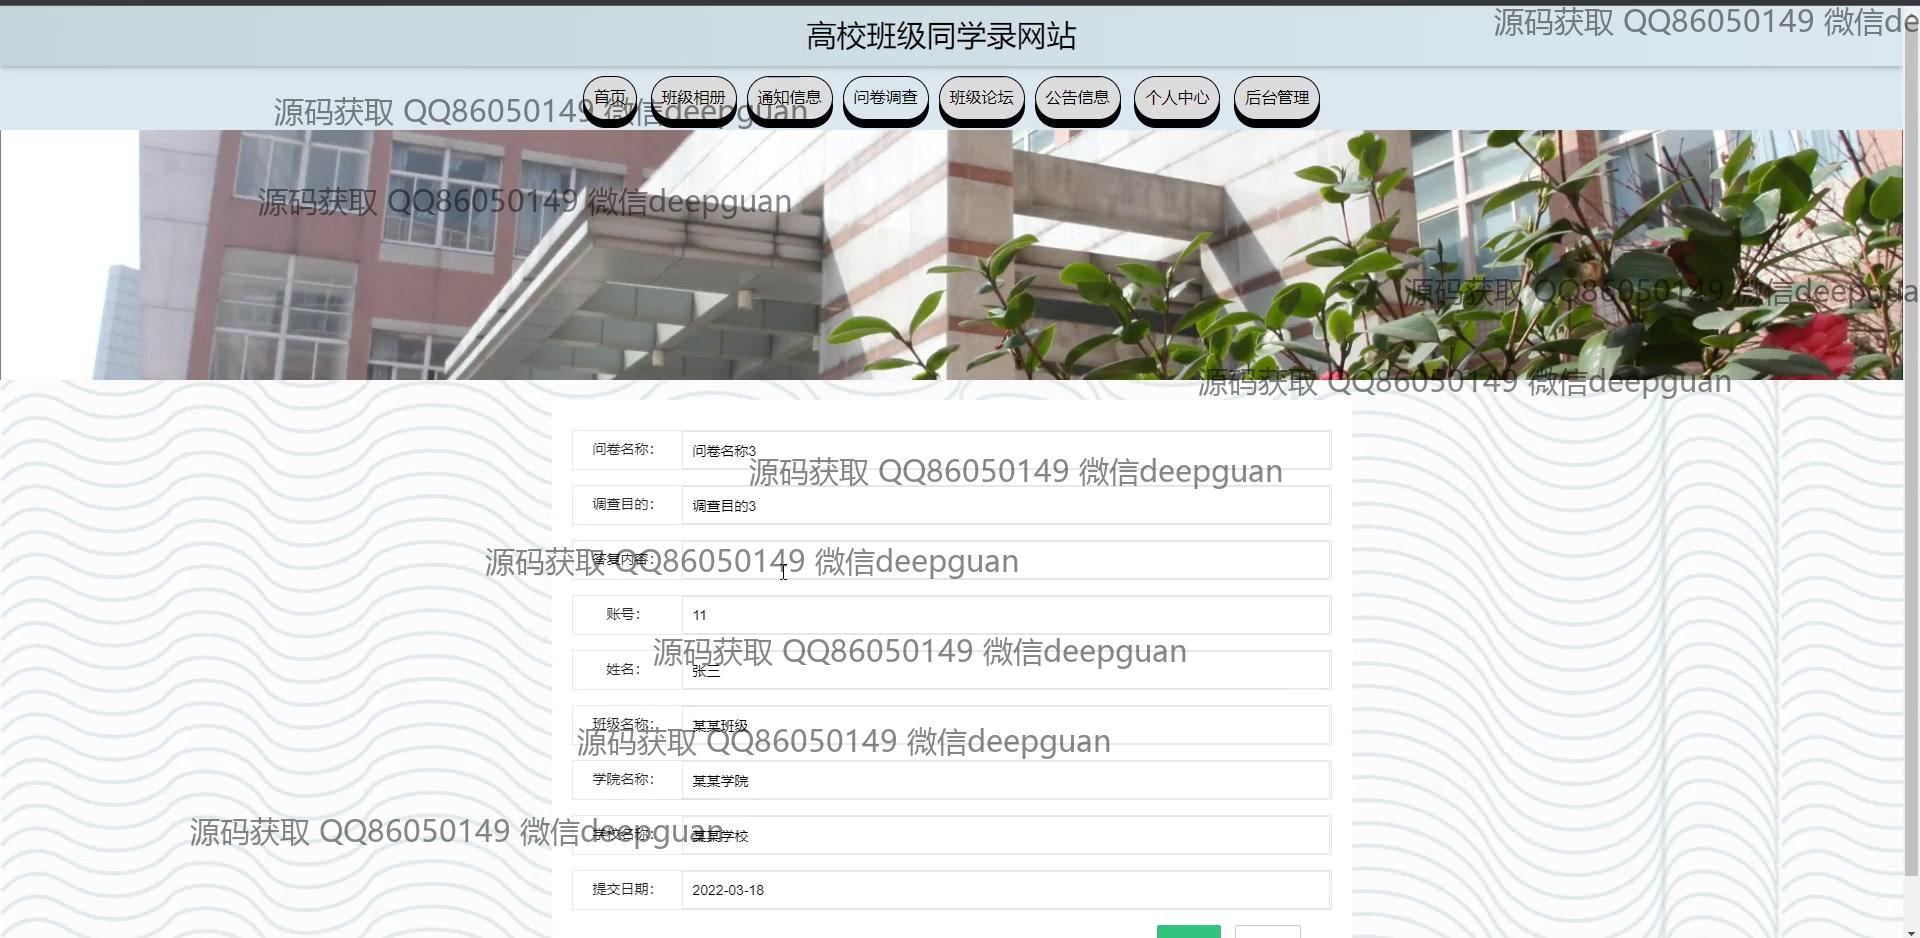 高校班级同学录网站
源码获取 QQ86050149 微信de
首页 班级相册 通知信息 问卷调查 班级论坛 公告信息 个人中心 后台管理
源码获取 QQ86050149 微信deepguan
源码获取 QQ86050149 微信deepguan
源码获取 QQ86050149 微信deepgua
源码获取 QQ86050149 微信deepguan
问卷名称： 问卷名称3
源码获取 QQ86050149 微信deepguan
调查目的： 调查目的3
答复内容：
源码获取 QQ86050149 微信deepguan
账号： 11
源码获取 QQ86050149 微信deepguan
姓名： 张三
班级名称： 某某班级
源码获取 QQ86050149 微信deepguan
学院名称： 某某学院
源码获取 QQ86050149 微信deepguan
学校名称： 某某学校
提交日期： 2022-03-18